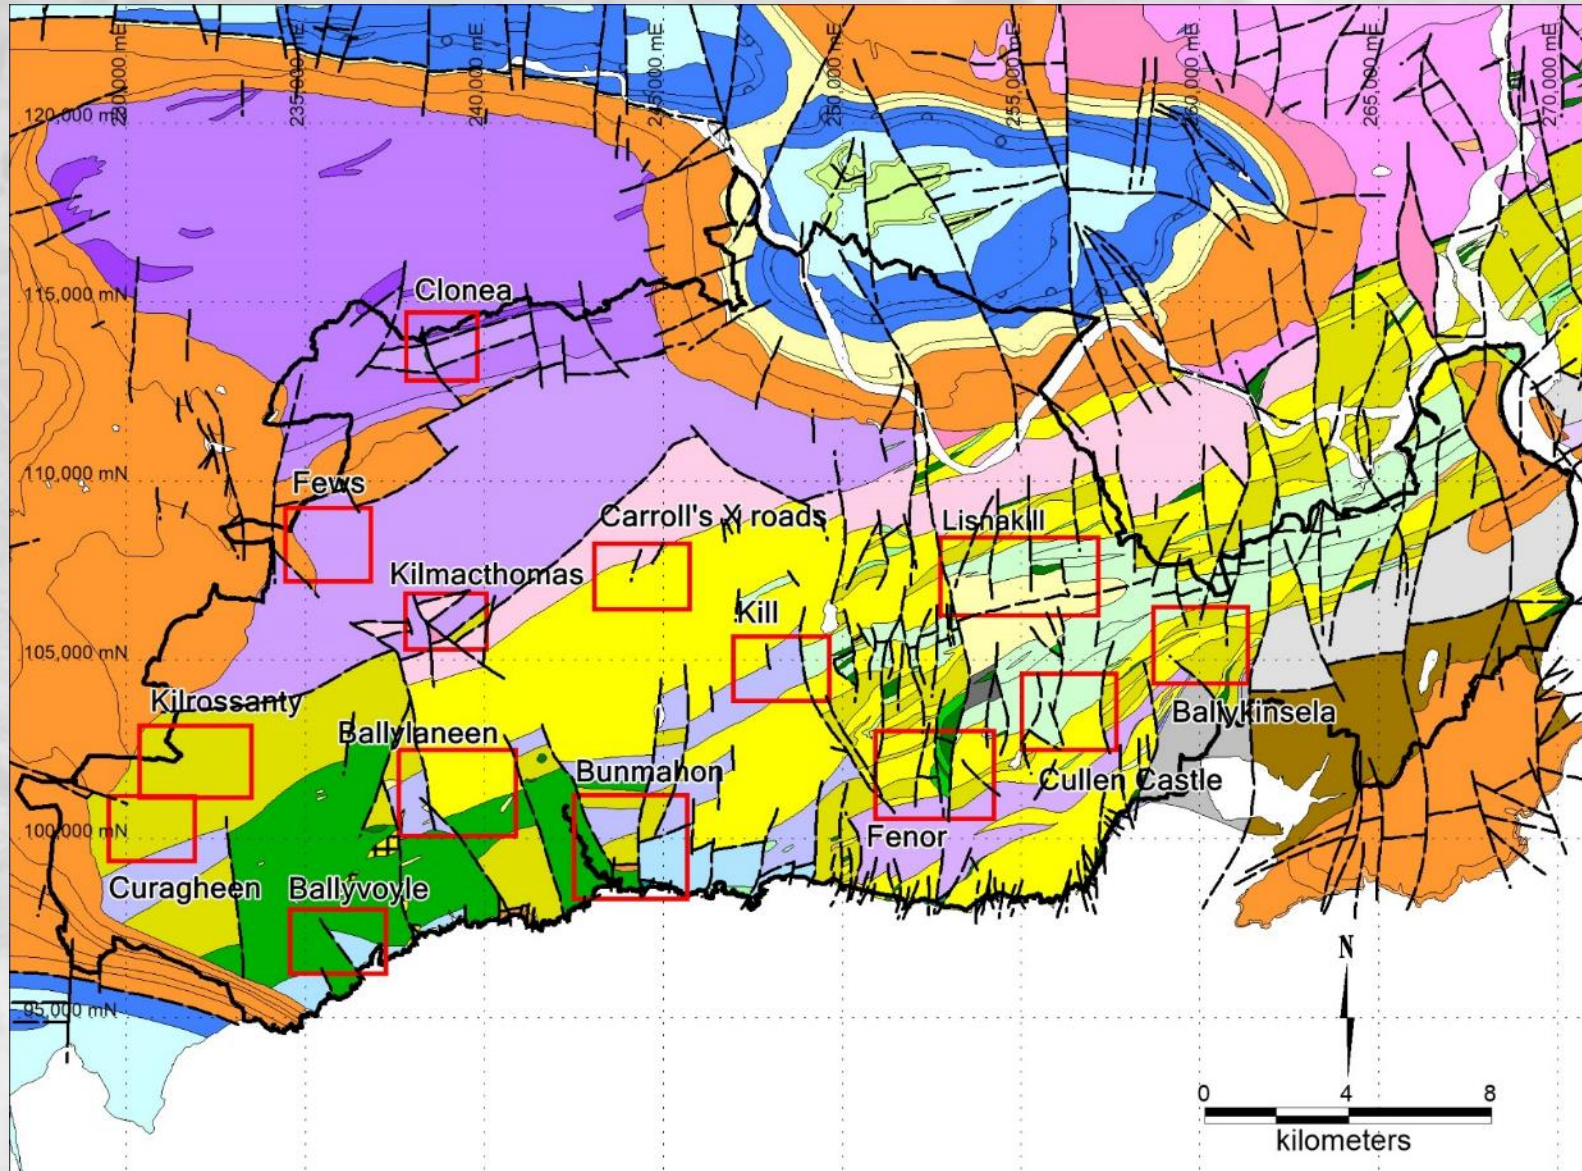 230,000 mE
235,000 mE
240,000 mE
245,000 mE
250,000 mE
255,000 mE
260,000 mE
265,000 mE
270,000 mE
120,000 mN
115,000 mN
110,000 mN
105,000 mN
100,000 mN
95,000 mN
Clonea
Fews
Carroll's X roads
Lisnakill
Kilmacthomas
Kill
Kilrossanty
Ballylaneen
Bunmahon
Ballykinsela
Cullen Castle
Fenor
Curagheen
Ballyvoyle
N
0 4 8
kilometers